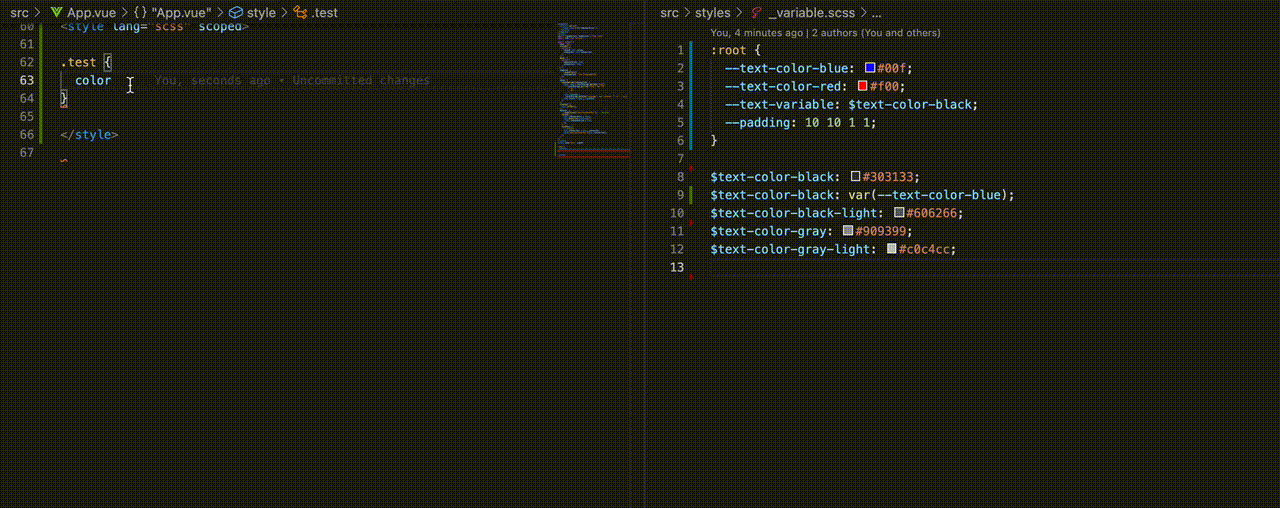 src > App.vue > {} "App.vue" > style > .test
60 <style lang="scss" scoped>
61
62 .test {
63 color You, seconds ago • Uncommitted changes
64 }
65
66 </style>
67
src > styles > _variable.scss > ...
You, 4 minutes ago | 2 authors (You and others)
1 :root {
2 --text-color-blue: #00f;
3 --text-color-red: #f00;
4 --text-variable: $text-color-black;
5 --padding: 10 10 1 1;
6 }
7
8 $text-color-black: #303133;
9 $text-color-black: var(--text-color-blue);
10 $text-color-black-light: #606266;
11 $text-color-gray: #909399;
12 $text-color-gray-light: #c0c4cc;
13